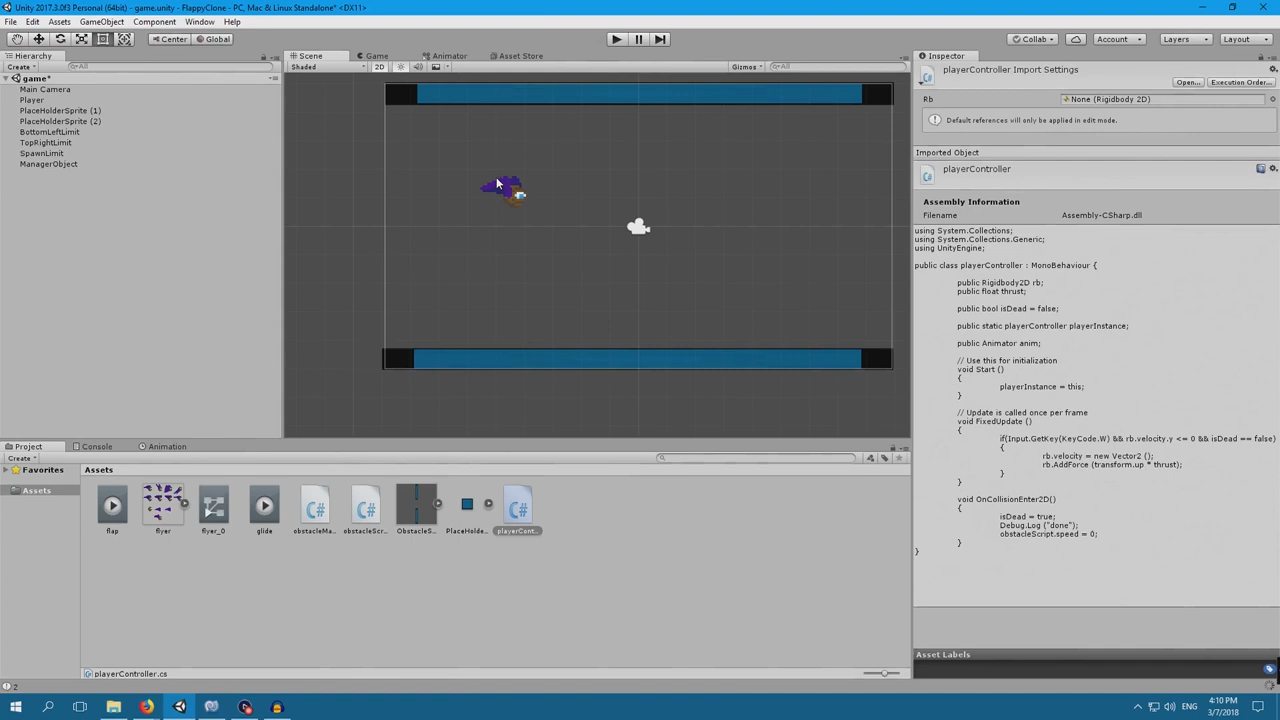 Unity 2017.3.0f3 Personal (64bit) - game.unity - FlappyClone - PC, Mac & Linux Standalone* <DX11>
File Edit Assets GameObject Component Window Help
Center Global Collab Account Layers Layout
Hierarchy
Create All
game*
Main Camera
Player
PlaceHolderSprite (1)
PlaceHolderSprite (2)
BottomLeftLimit
TopRightLimit
SpawnLimit
ManagerObject
Scene Game Animator Asset Store
Shaded 2D Gizmos All
Inspector
playerController Import Settings
Open... Execution Order...
Rb None (Rigidbody 2D)
Default references will only be applied in edit mode.
Imported Object
playerController
Assembly Information
Filename Assembly-CSharp.dll
using System.Collections;
using System.Collections.Generic;
using UnityEngine;
public class playerController : MonoBehaviour {
public Rigidbody2D rb;
public float thrust;
public bool isDead = false;
public static playerController playerInstance;
public Animator anim;
// Use this for initialization
void Start ()
{
playerInstance = this;
}
// Update is called once per frame
void FixedUpdate ()
{
if(Input.GetKey(KeyCode.W) && rb.velocity.y <= 0 && isDead == false)
{
rb.velocity = new Vector2 ();
rb.AddForce (transform.up * thrust);
}
}
void OnCollisionEnter2D()
{
isDead = true;
Debug.Log ("done");
obstacleScript.speed = 0;
}
}
Asset Labels
Project Console Animation
Create
Favorites
Assets
Assets
flap flyer flyer_0 glide obstacleMa... obstacleScr... ObstacleS... PlaceHolde... playerCont...
C# C# C#
playerController.cs
2
ENG
4:10 PM
3/7/2018